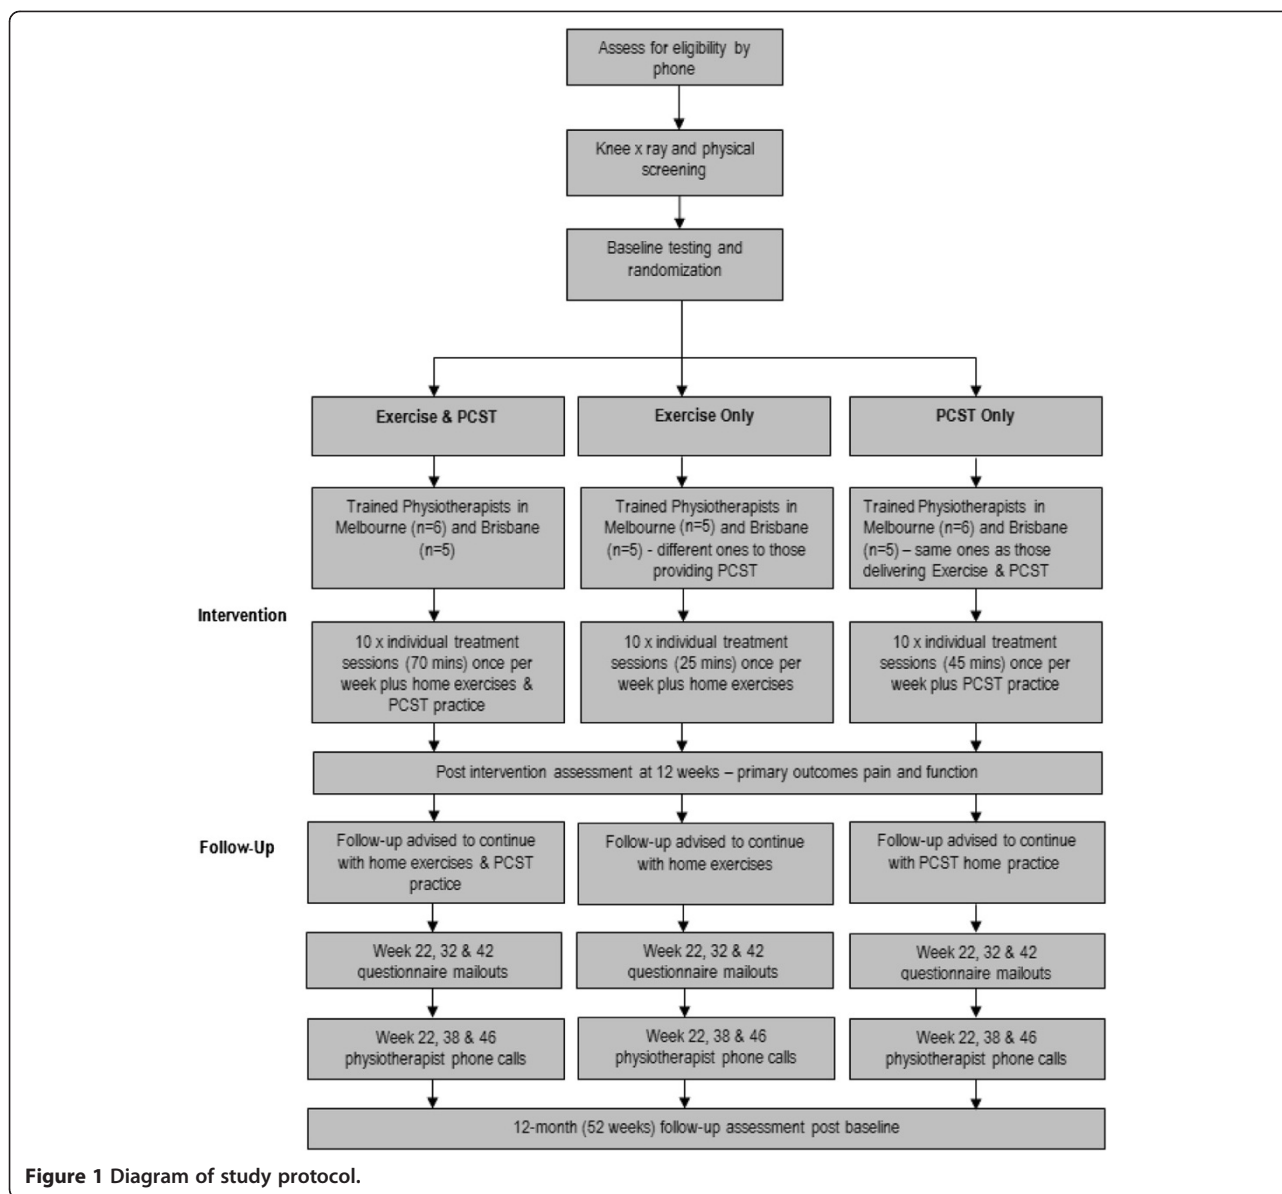 Assess for eligibility by
phone
Knee x ray and physical
screening
Baseline testing and
randomization
Exercise & PCST
Exercise Only
PCST Only
Trained Physiotherapists in
Melbourne (n=6) and Brisbane
(n=5)
Trained Physiotherapists in
Melbourne (n=5) and Brisbane
(n=5) - different ones to those
providing PCST
Trained Physiotherapists in
Melbourne (n=6) and Brisbane
(n=5) – same ones as those
delivering Exercise & PCST
Intervention
10 x individual treatment
sessions (70 mins) once per
week plus home exercises &
PCST practice
10 x individual treatment
sessions (25 mins) once per
week plus home exercises
10 x individual treatment
sessions (45 mins) once per
week plus PCST practice
Post intervention assessment at 12 weeks – primary outcomes pain and function
Follow-Up
Follow-up advised to continue
with home exercises & PCST
practice
Follow-up advised to continue
with home exercises
Follow-up advised to continue
with PCST home practice
Week 22, 32 & 42
questionnaire mailouts
Week 22, 32 & 42
questionnaire mailouts
Week 22, 32 & 42
questionnaire mailouts
Week 22, 38 & 46
physiotherapist phone calls
Week 22, 38 & 46
physiotherapist phone calls
Week 22, 38 & 46
physiotherapist phone calls
12-month (52 weeks) follow-up assessment post baseline
Figure 1 Diagram of study protocol.